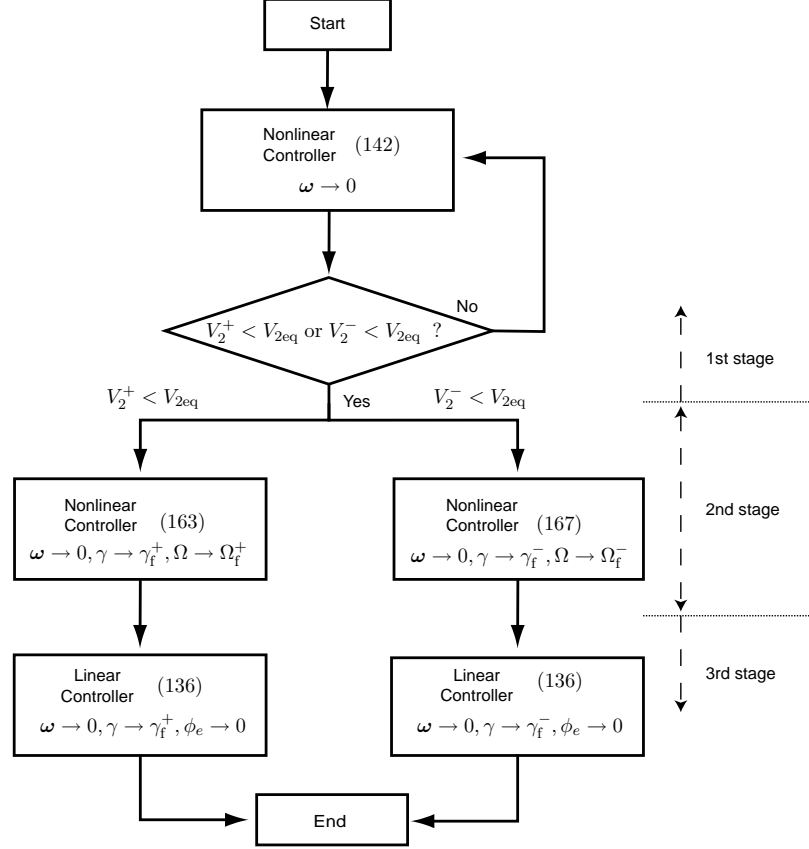 Start
Nonlinear
Controller (142)
ω → 0
No
V₂⁺ < V₂eq or V₂⁻ < V₂eq ?
1st stage
V₂⁺ < V₂eq
Yes
V₂⁻ < V₂eq
Nonlinear
Controller (163)
ω → 0, γ → γf⁺, Ω → Ωf⁺
Nonlinear
Controller (167)
ω → 0, γ → γf⁻, Ω → Ωf⁻
2nd stage
Linear
Controller (136)
ω → 0, γ → γf⁺, ϕe → 0
Linear
Controller (136)
ω → 0, γ → γf⁻, ϕe → 0
3rd stage
End